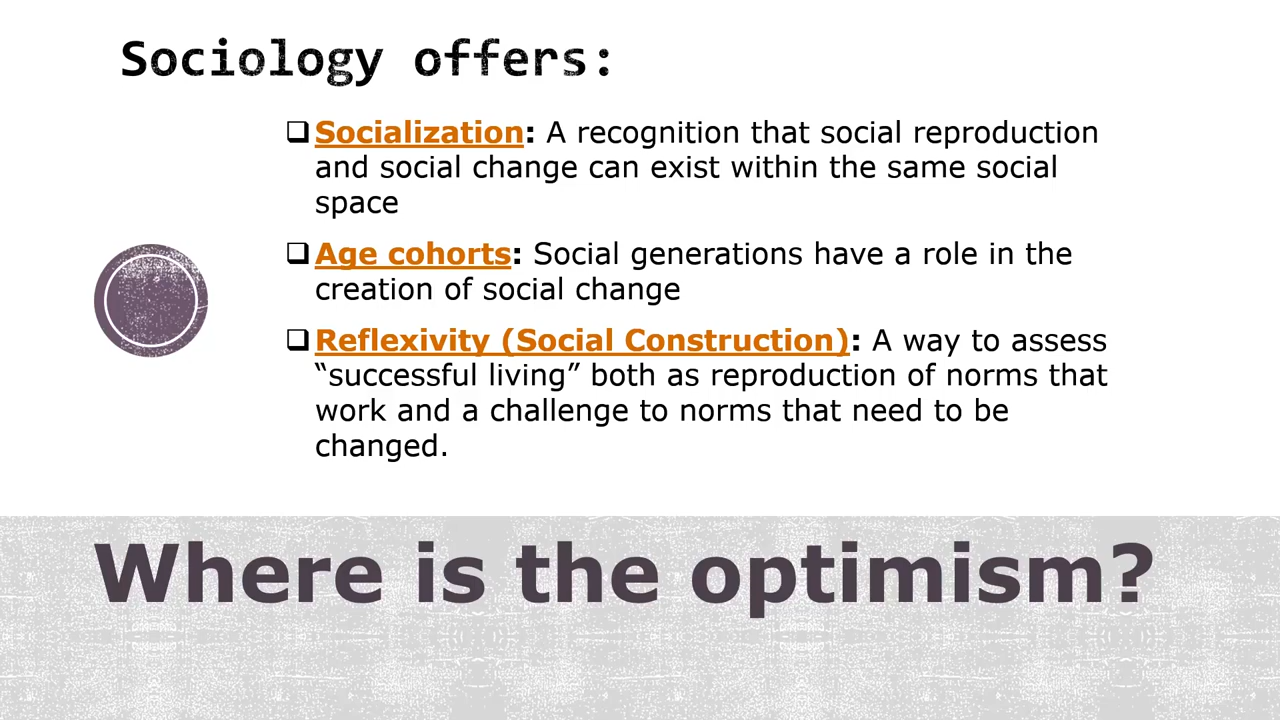 Sociology offers:
❑Socialization: A recognition that social reproduction
and social change can exist within the same social
space
❑Age cohorts: Social generations have a role in the
creation of social change
❑Reflexivity (Social Construction): A way to assess
“successful living” both as reproduction of norms that
work and a challenge to norms that need to be
changed.
Where is the optimism?